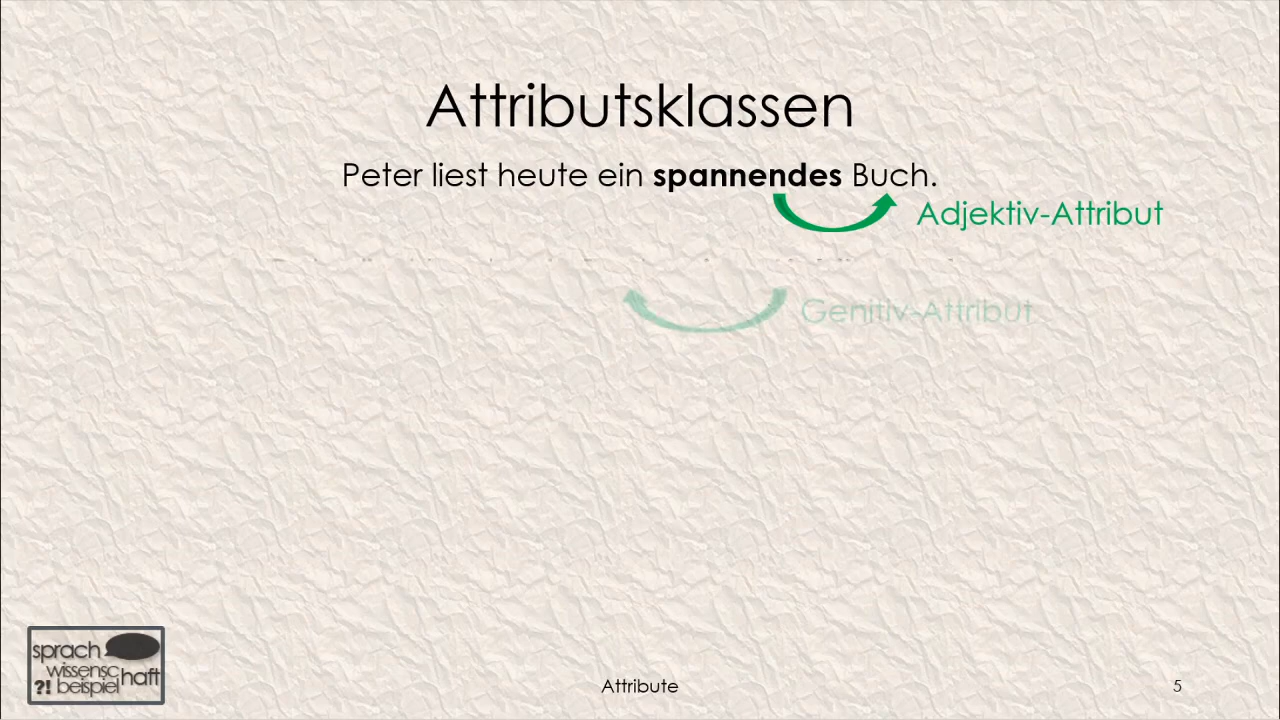 Attributsklassen
Peter liest heute ein spannendes Buch.
Adjektiv-Attribut
Genitiv-Attribut
sprach
wissensc
haft
?! beispiel
Attribute
5